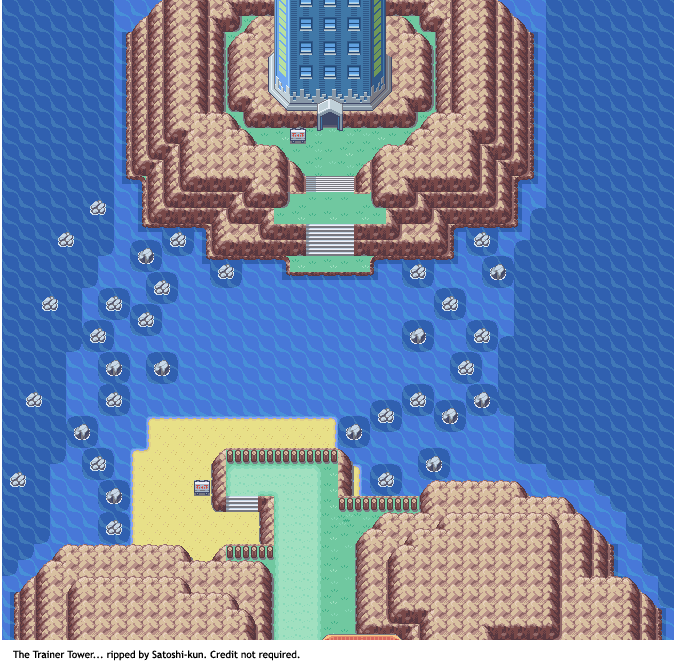 The Trainer Tower... ripped by Satoshi-kun. Credit not required.